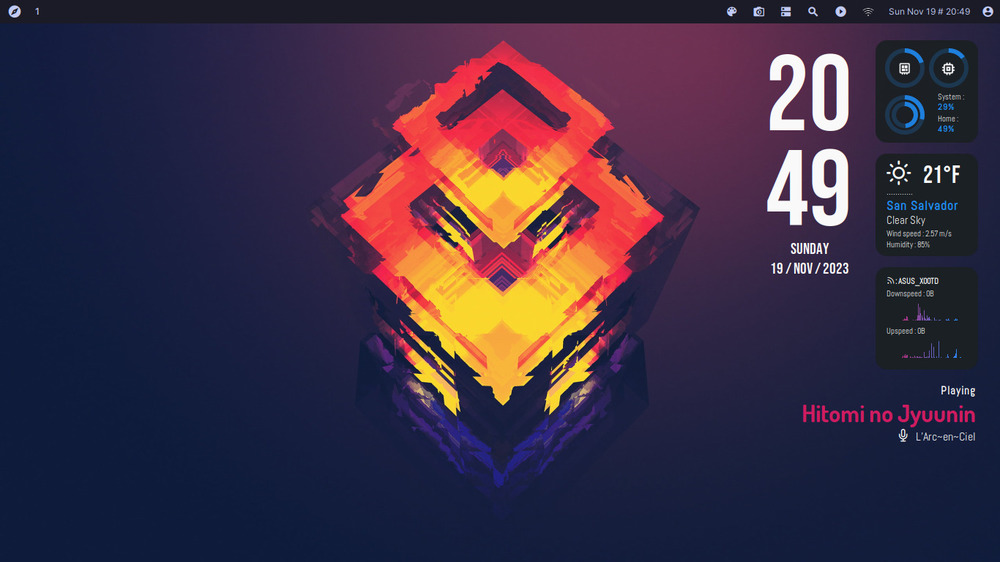 1
Sun Nov 19 # 20:49
20
49
SUNDAY
19 / NOV / 2023
System :
29%
Home :
49%
21°F
San Salvador
Clear Sky
Wind speed : 2.57 m/s
Humidity : 85%
: ASUS_X00TD
Downspeed : 0B
Upspeed : 0B
Playing
Hitomi no Jyuunin
L'Arc~en~Ciel